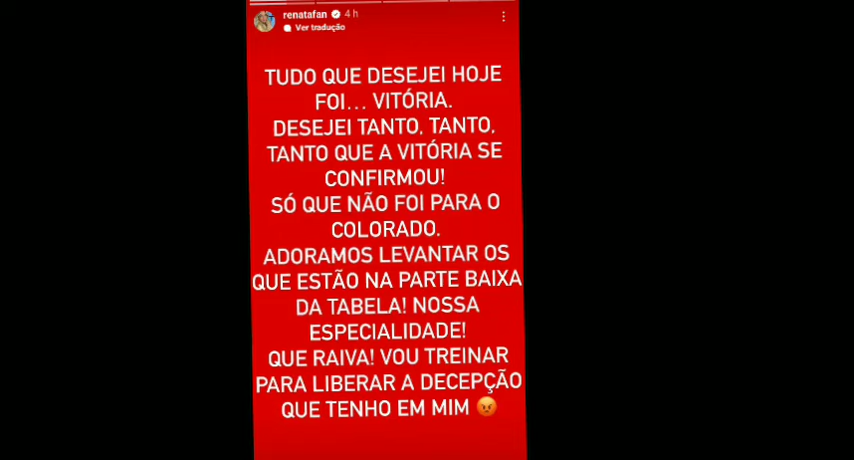 renatafan 4 h
Ver tradução
TUDO QUE DESEJEI HOJE
FOI... VITÓRIA.
DESEJEI TANTO, TANTO,
TANTO QUE A VITÓRIA SE
CONFIRMOU!
SÓ QUE NÃO FOI PARA O
COLORADO.
ADORAMOS LEVANTAR OS
QUE ESTÃO NA PARTE BAIXA
DA TABELA! NOSSA
ESPECIALIDADE!
QUE RAIVA! VOU TREINAR
PARA LIBERAR A DECEPÇÃO
QUE TENHO EM MIM 😡